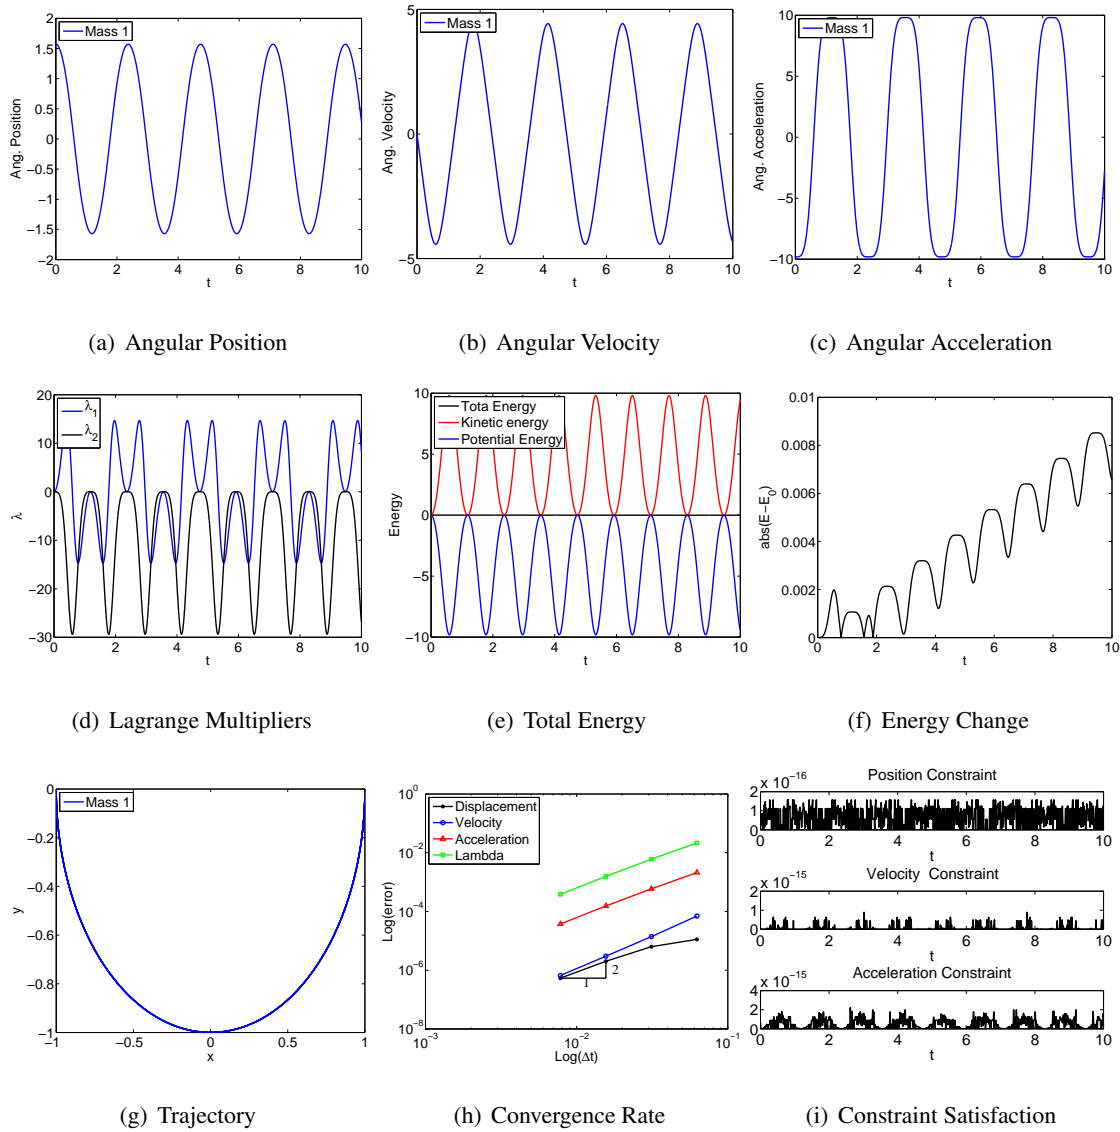 2
1.5
1
0.5
0
−0.5
−1
−1.5
−2
0 2 4 6 8 10
Ang. Position
t
Mass 1
(a) Angular Position
5
0
−5
0 2 4 6 8 10
Ang. Velocity
t
Mass 1
(b) Angular Velocity
10
5
0
−5
−10
0 2 4 6 8 10
Ang. Acceleration
t
Mass 1
(c) Angular Acceleration
20
10
0
−10
−20
−30
0 2 4 6 8 10
λ
t
λ1
λ2
(d) Lagrange Multipliers
10
5
0
−5
−10
0 2 4 6 8 10
Energy
t
Tota Energy
Kinetic energy
Potential Energy
(e) Total Energy
0.01
0.008
0.006
0.004
0.002
0
0 2 4 6 8 10
abs(E−E0)
t
(f) Energy Change
0
−0.2
−0.4
−0.6
−0.8
−1
−1 −0.5 0 0.5 1
y
x
Mass 1
(g) Trajectory
10^0
10^−2
10^−4
10^−6
10^−8
10^−3 10^−2 10^−1
Log(error)
Log(Δt)
Displacement
Velocity
Acceleration
Lambda
2
1
(h) Convergence Rate
x 10^−16
Position Constraint
2
1
0
0 2 4 6 8 10
t
x 10^−15
Velocity Constraint
2
1
0
0 2 4 6 8 10
t
x 10^−15
Acceleration Constraint
4
2
0
0 2 4 6 8 10
t
(i) Constraint Satisfaction